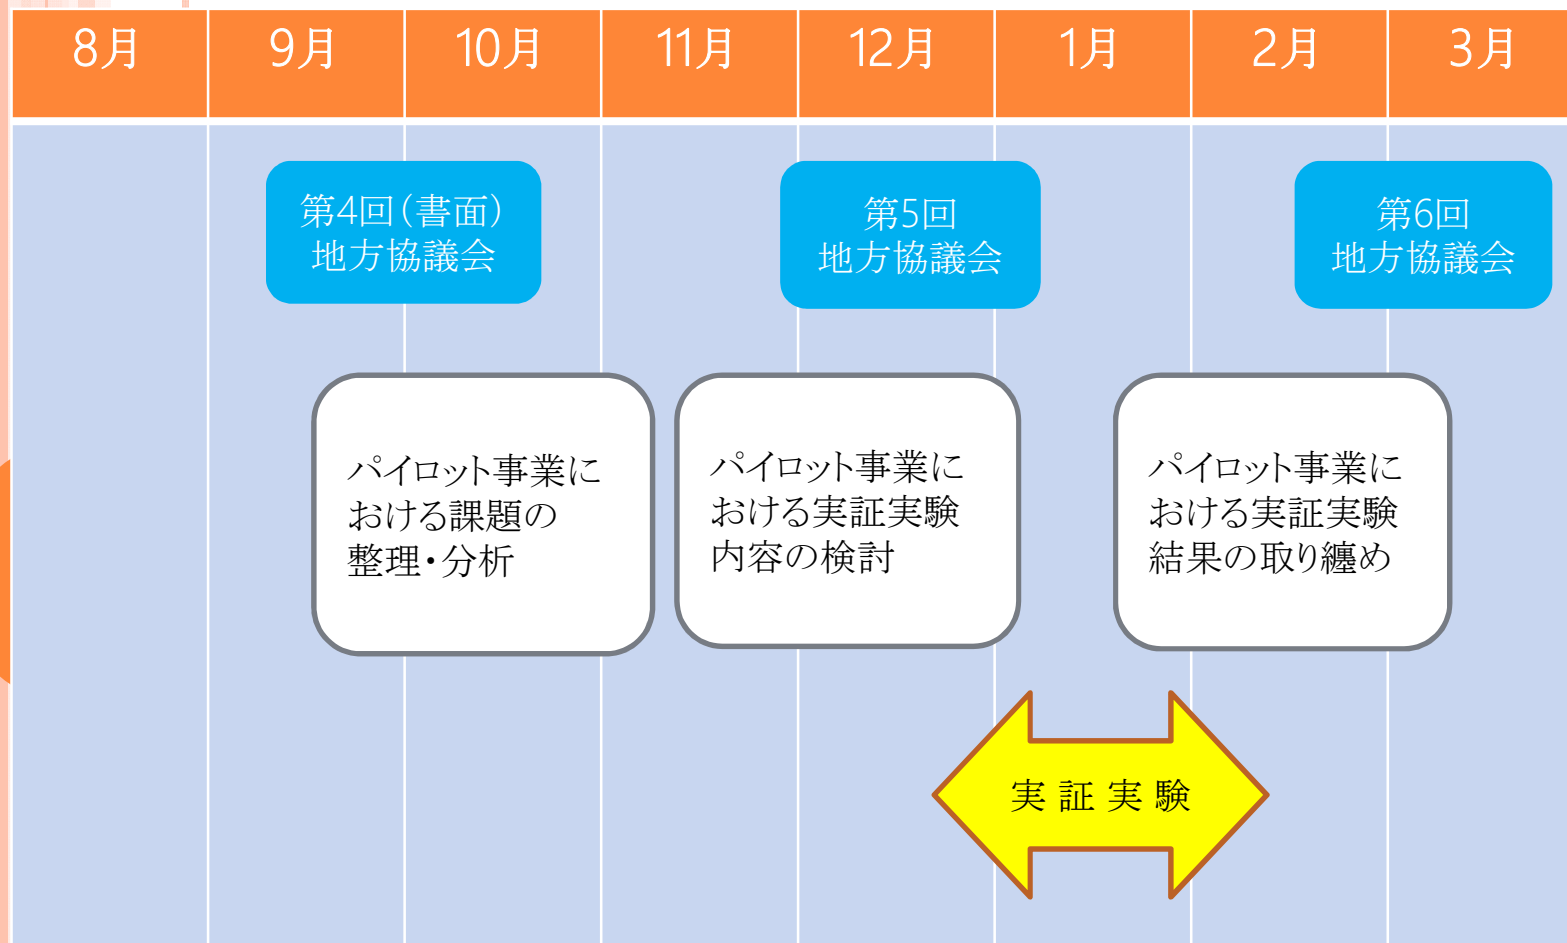 8月
9月
10月
11月
12月
1月
2月
3月
第4回(書面)
地方協議会
第5回
地方協議会
第6回
地方協議会
パイロット事業に
おける課題の
整理・分析
パイロット事業に
おける実証実験
内容の検討
パイロット事業に
おける実証実験
結果の取り纏め
実 証 実 験